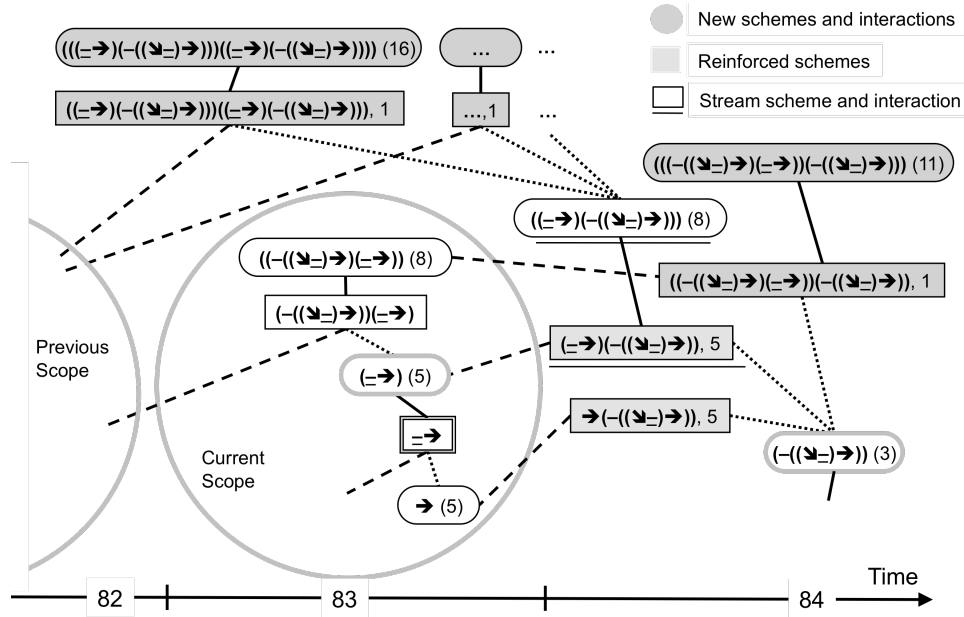 New schemes and interactions
Reinforced schemes
Stream scheme and interaction
(((_➔)(-((➘_)➔)))((_➔)(-((➘_)➔)))) (16)
... ...
((_➔)(-((➘_)➔)))((_➔)(-((➘_)➔))), 1
...,1 ...
(((-((➘_)➔)(_➔))(-((➘_)➔))) (11)
((_➔)(-((➘_)➔))) (8)
((-((➘_)➔)(_➔)) (8)
((-((➘_)➔)(_➔))(-((➘_)➔)), 1
(-((➘_)➔))(_➔)
Previous
Scope
(_➔)(-((➘_)➔)), 5
(_➔) (5)
➔(-((➘_)➔)), 5
_➔
(-((➘_)➔)) (3)
Current
Scope
➔ (5)
Time
82 83 84